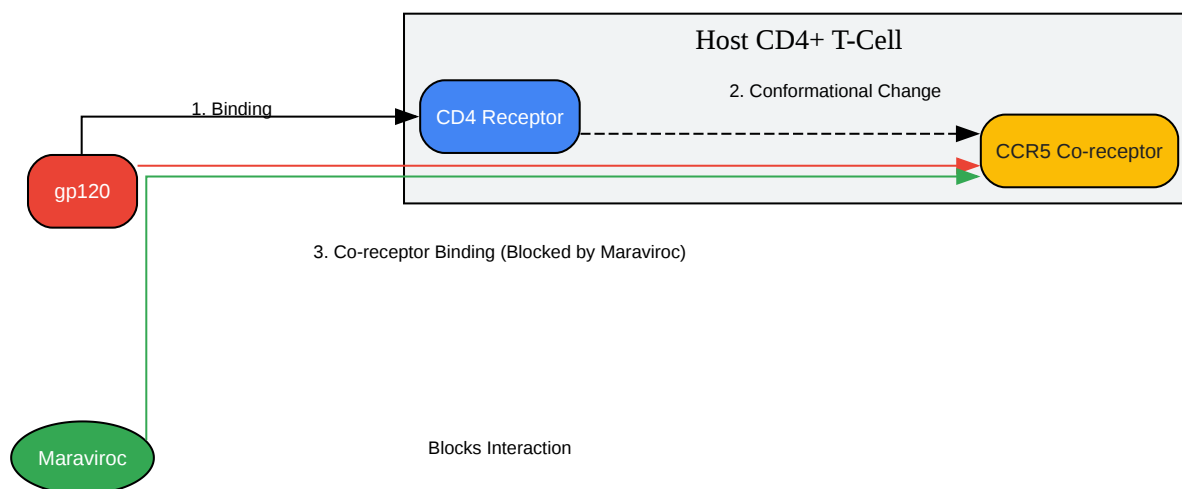 Host CD4+ T-Cell
1. Binding
CD4 Receptor
2. Conformational Change
CCR5 Co-receptor
gp120
3. Co-receptor Binding (Blocked by Maraviroc)
Maraviroc
Blocks Interaction